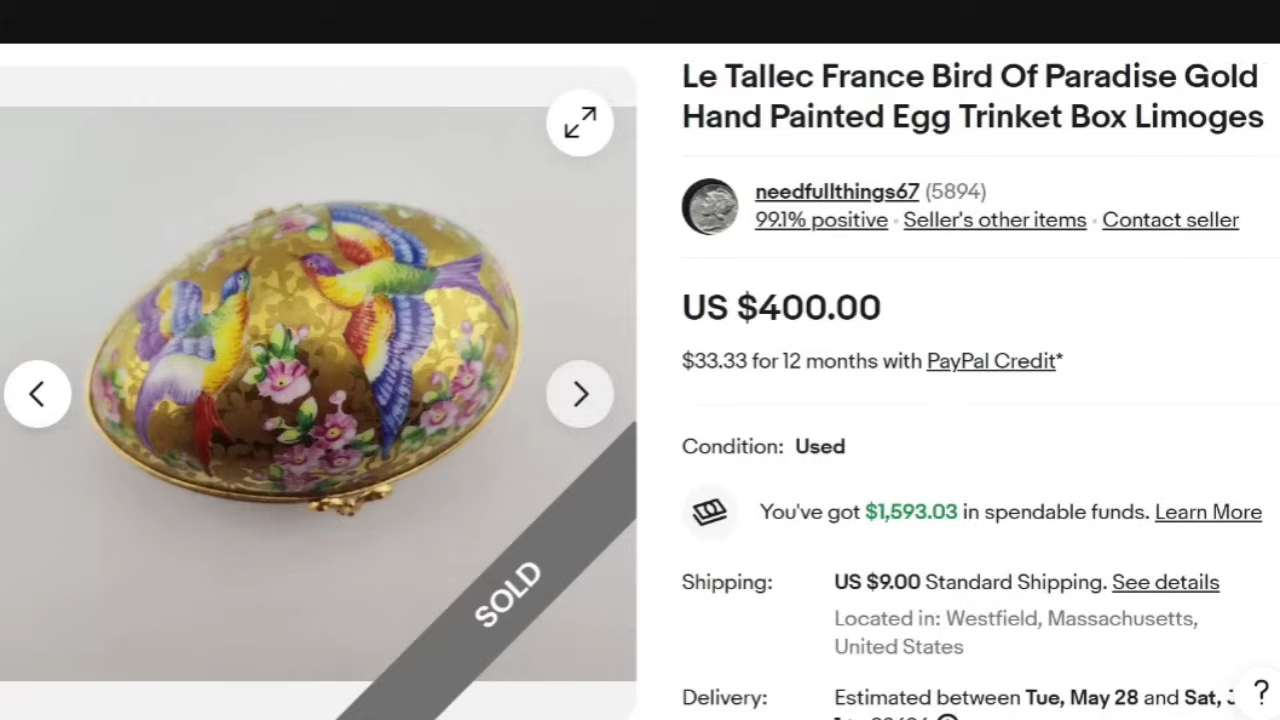 Le Tallec France Bird Of Paradise Gold
Hand Painted Egg Trinket Box Limoges
needfullthings67 (5894)
99.1% positive · Seller's other items · Contact seller
US $400.00
$33.33 for 12 months with PayPal Credit*
Condition: Used
You've got $1,593.03 in spendable funds. Learn More
Shipping: US $9.00 Standard Shipping. See details
Located in: Westfield, Massachusetts,
United States
Delivery: Estimated between Tue, May 28 and Sat,
?
SOLD